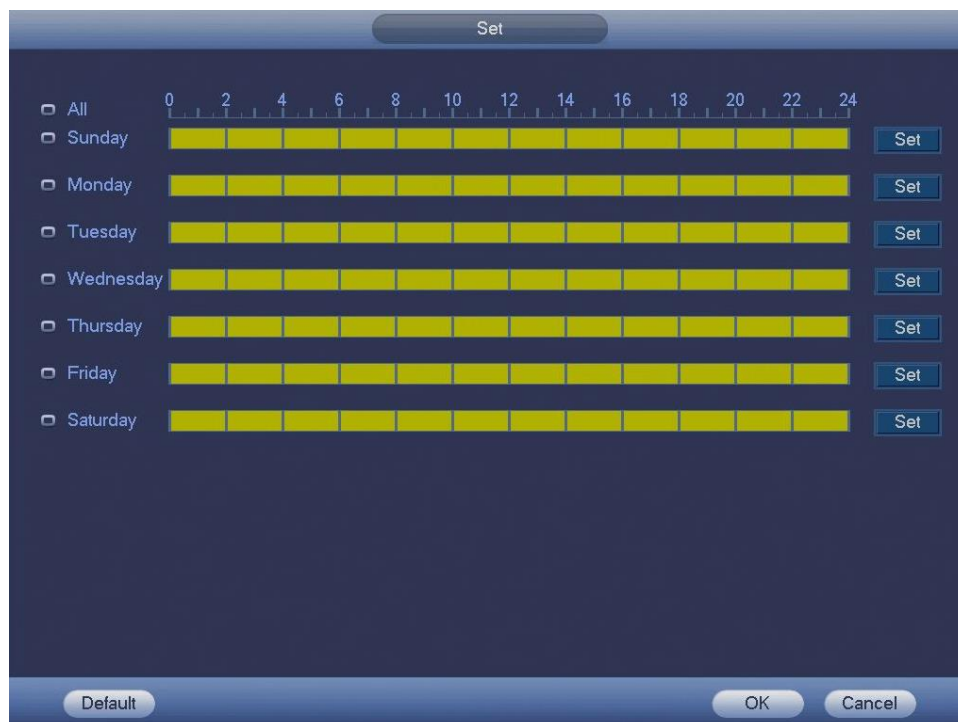 Set
All 0 2 4 6 8 10 12 14 16 18 20 22 24
Sunday Set
Monday Set
Tuesday Set
Wednesday Set
Thursday Set
Friday Set
Saturday Set
Default OK Cancel